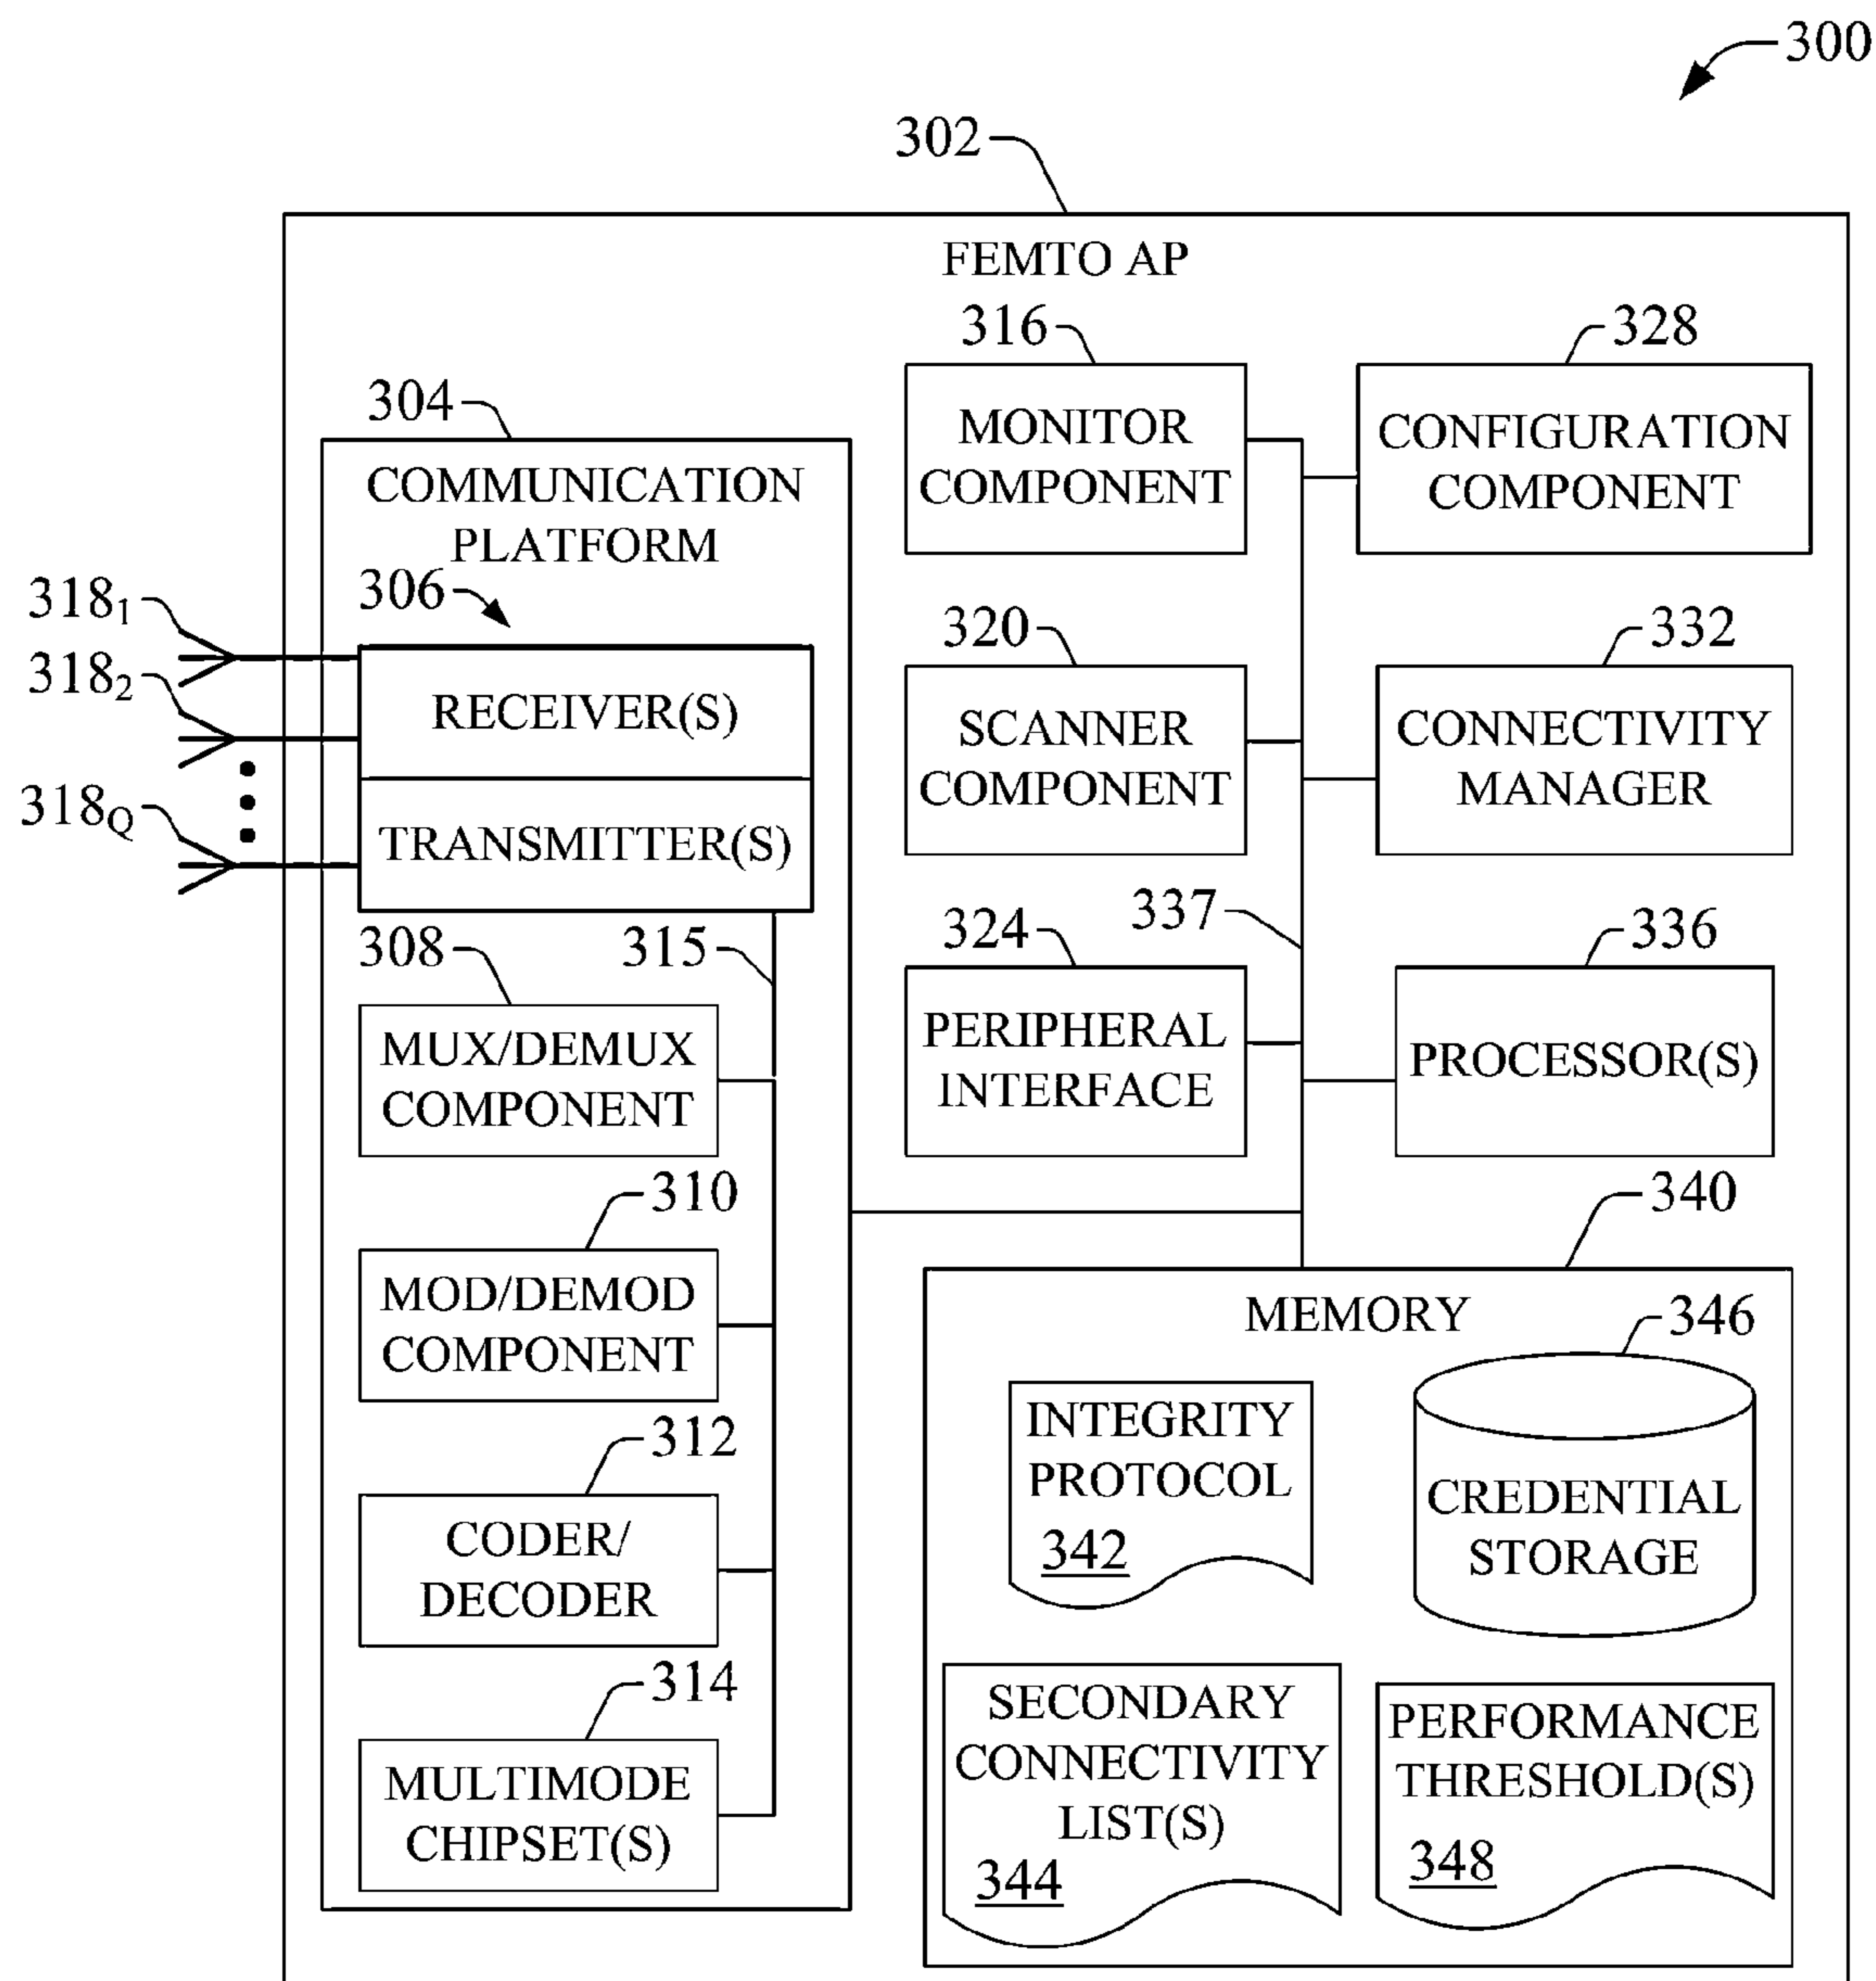 300
302
FEMTO AP
304
COMMUNICATION
PLATFORM
306
318₁
318₂
318Q
RECEIVER(S)
TRANSMITTER(S)
308
315
MUX/DEMUX
COMPONENT
310
MOD/DEMOD
COMPONENT
312
CODER/
DECODER
314
MULTIMODE
CHIPSET(S)
316
MONITOR
COMPONENT
328
CONFIGURATION
COMPONENT
320
SCANNER
COMPONENT
332
CONNECTIVITY
MANAGER
324
PERIPHERAL
INTERFACE
337
336
PROCESSOR(S)
340
MEMORY
346
INTEGRITY
PROTOCOL
342
CREDENTIAL
STORAGE
SECONDARY
CONNECTIVITY
LIST(S)
344
PERFORMANCE
THRESHOLD(S)
348